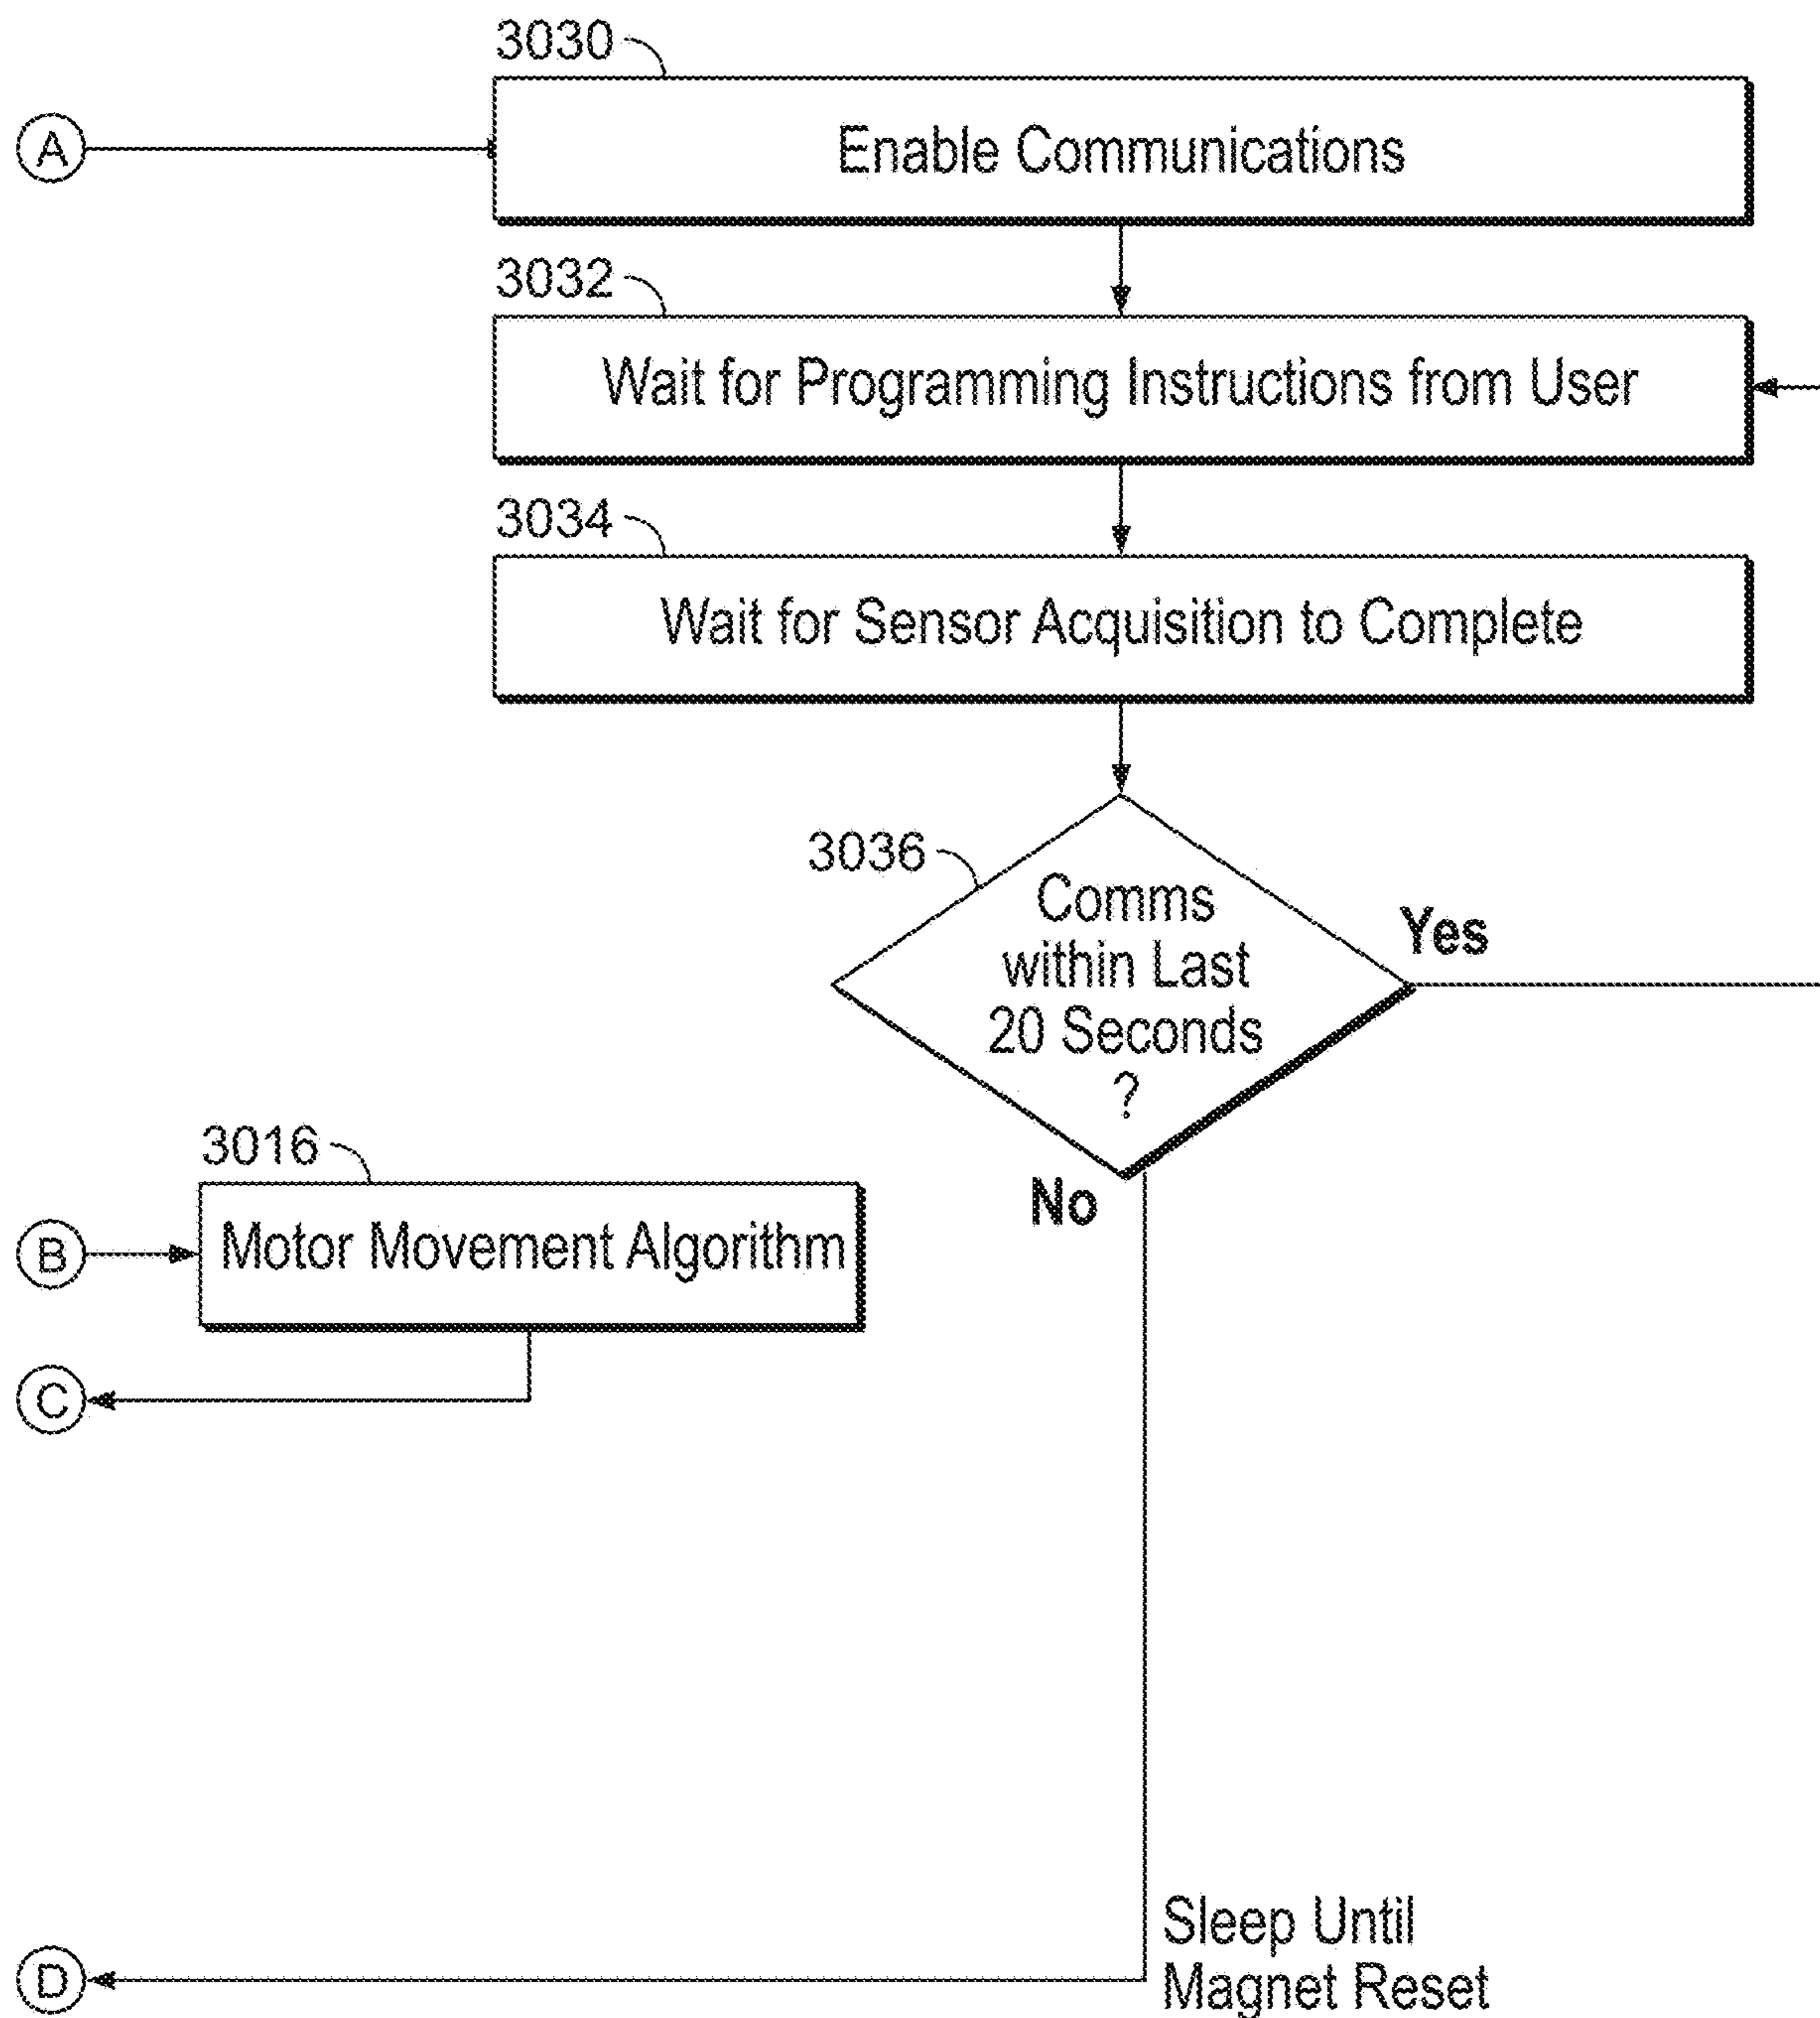 3030
A
Enable Communications
3032
Wait for Programming Instructions from User
3034
Wait for Sensor Acquisition to Complete
3036
Comms
within Last
20 Seconds
?
Yes
No
3016
B
Motor Movement Algorithm
C
Sleep Until
Magnet Reset
D